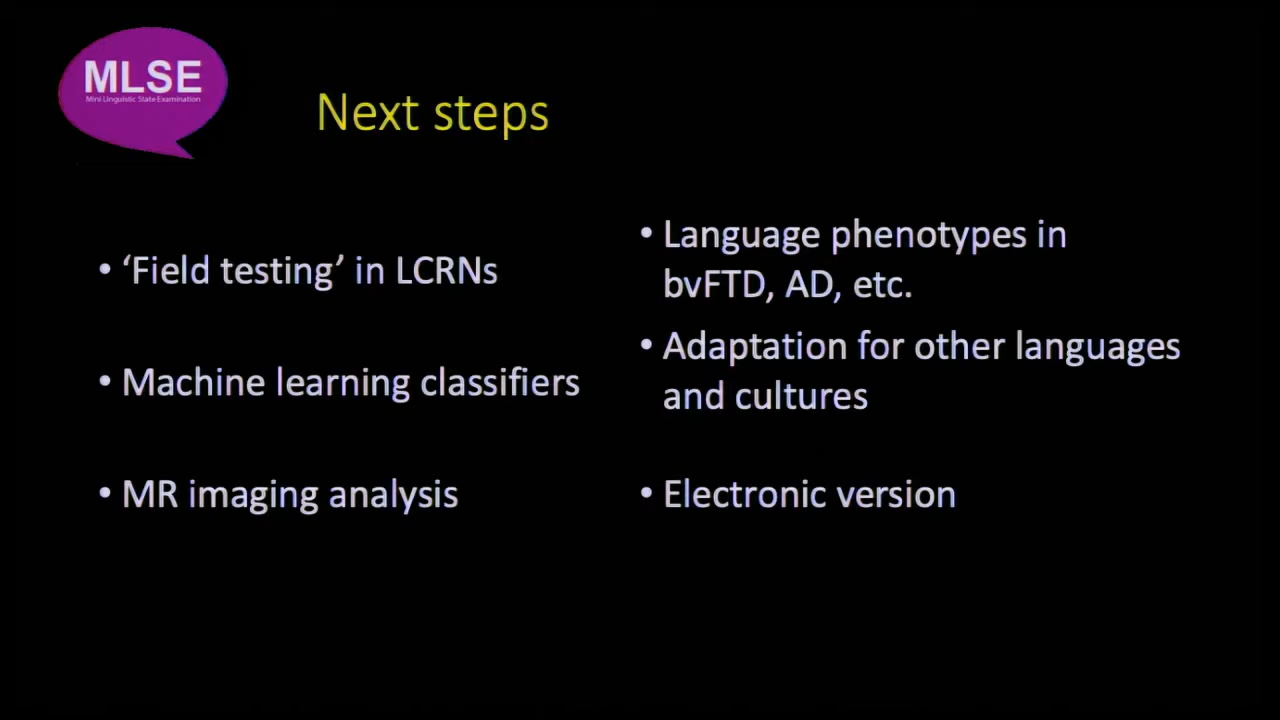 MLSE
Mini Linguistic State Examination
Next steps
• ‘Field testing’ in LCRNs
• Machine learning classifiers
• MR imaging analysis
• Language phenotypes in
bvFTD, AD, etc.
• Adaptation for other languages
and cultures
• Electronic version